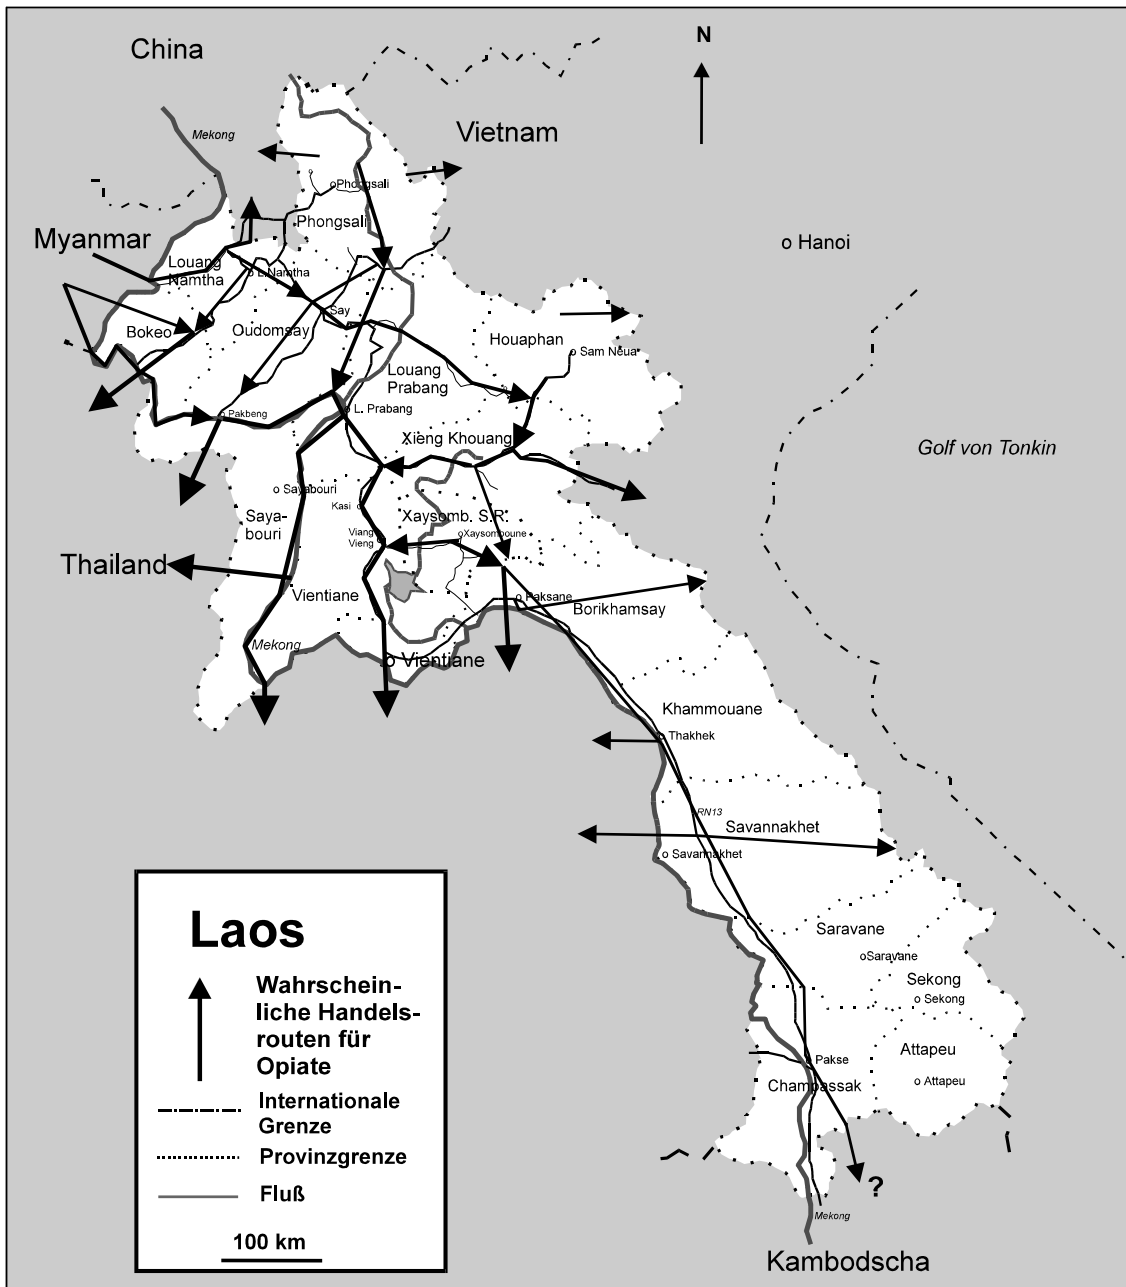 China
N
Mekong
Vietnam
Phongsali
Phongsali
Myanmar
Hanoi
Louang
Namtha
L.Namtha
Bokeo
Oudomsay
Say
Houaphan
Sam Neua
Louang
Prabang
Pakbeng
L. Prabang
Xieng Khouang
Golf von Tonkin
Sayabouri
Kasi
Saya-
bouri
Xaysomb. S.R.
Viang
Vieng
Xaysomboune
Thailand
Vientiane
Paksane
Borikhamsay
Mekong
Vientiane
Khammouane
Thakhek
RN13
Savannakhet
Savannakhet
Saravane
Saravane
Sekong
Sekong
Attapeu
Pakse
Champassak
Attapeu
?
Mekong
Kambodscha
Laos
Wahrschein-
liche Handels-
routen für
Opiate
Internationale
Grenze
Provinzgrenze
Fluß
100 km